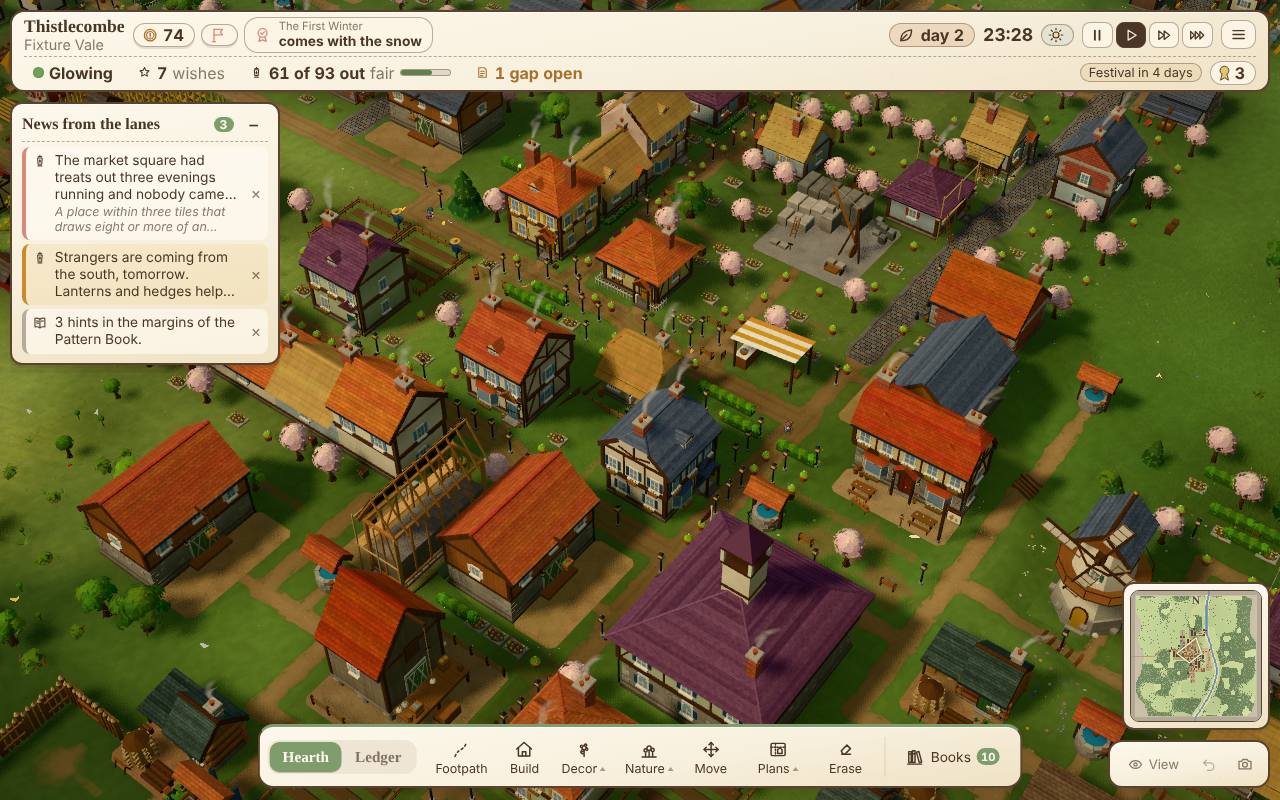 Thistlecombe
Fixture Vale
74
The First Winter
comes with the snow
day 2
23:28
Glowing
7 wishes
61 of 93 out fair
1 gap open
Festival in 4 days
3
News from the lanes
3
The market square had
treats out three evenings
running and nobody came...
A place within three tiles that
draws eight or more of an...
Strangers are coming from
the south, tomorrow.
Lanterns and hedges help...
3 hints in the margins of the
Pattern Book.
N
Hearth
Ledger
Footpath
Build
Decor
Nature
Move
Plans
Erase
Books
10
View